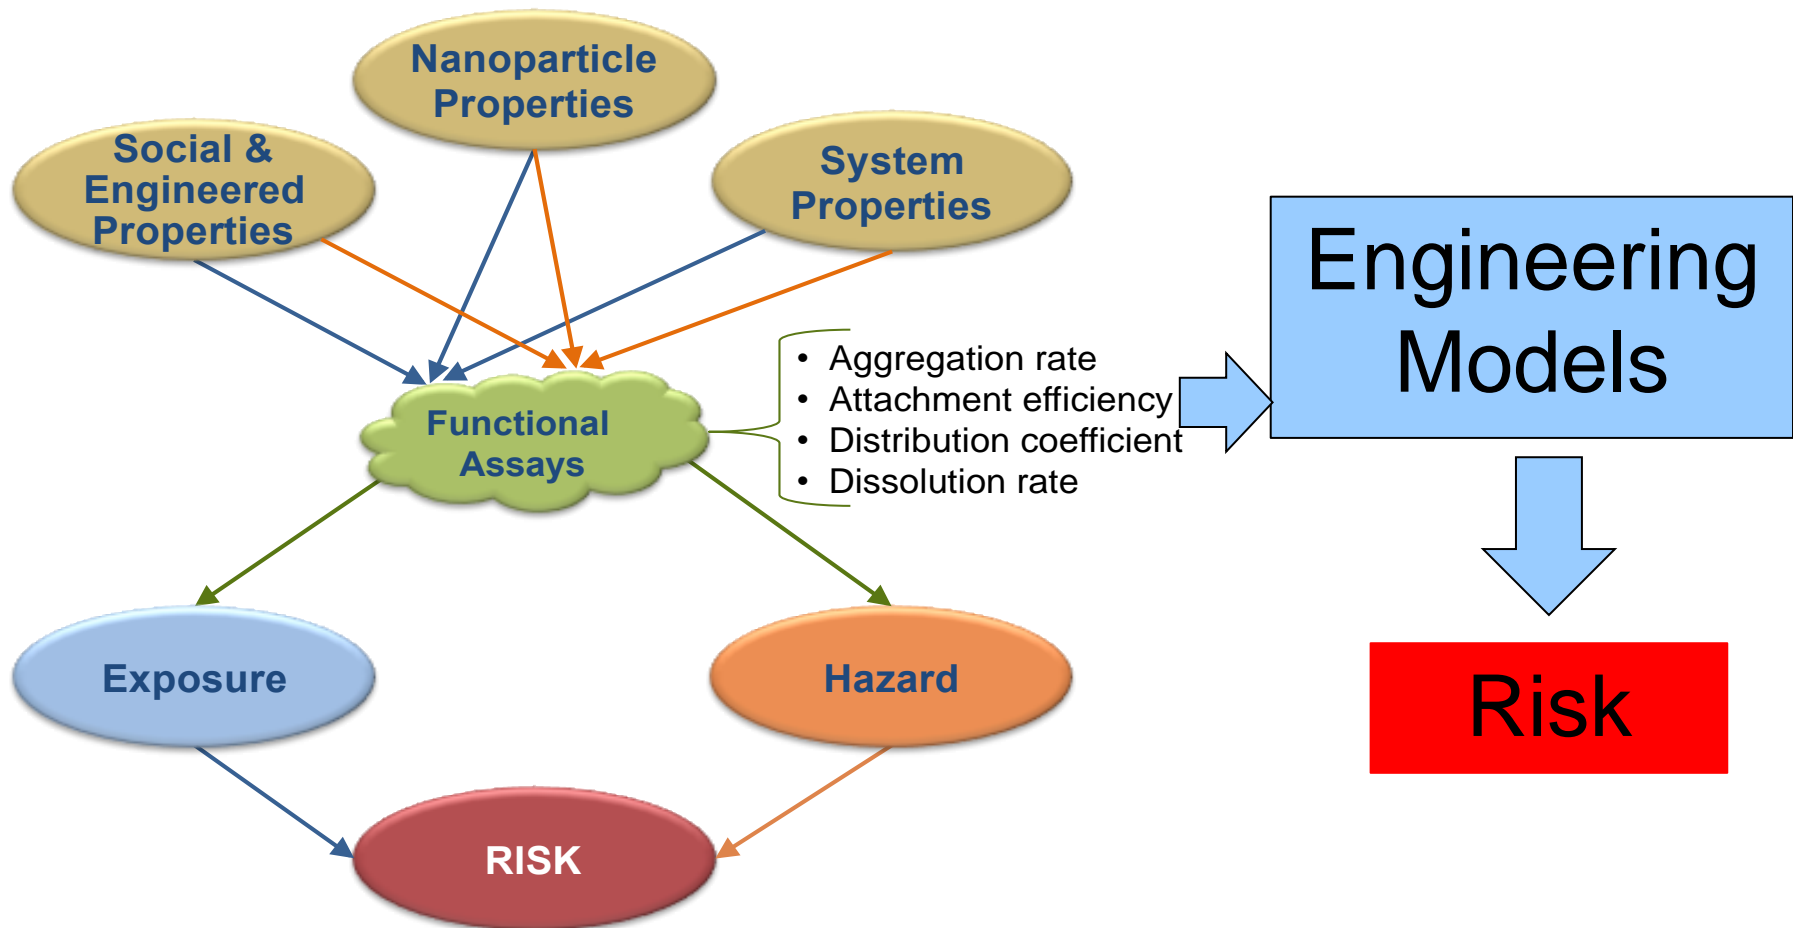 Nanoparticle
Properties
Social &
Engineered
Properties
System
Properties
Functional
Assays
• Aggregation rate
• Attachment efficiency
• Distribution coefficient
• Dissolution rate
Engineering
Models
Exposure
Hazard
Risk
RISK